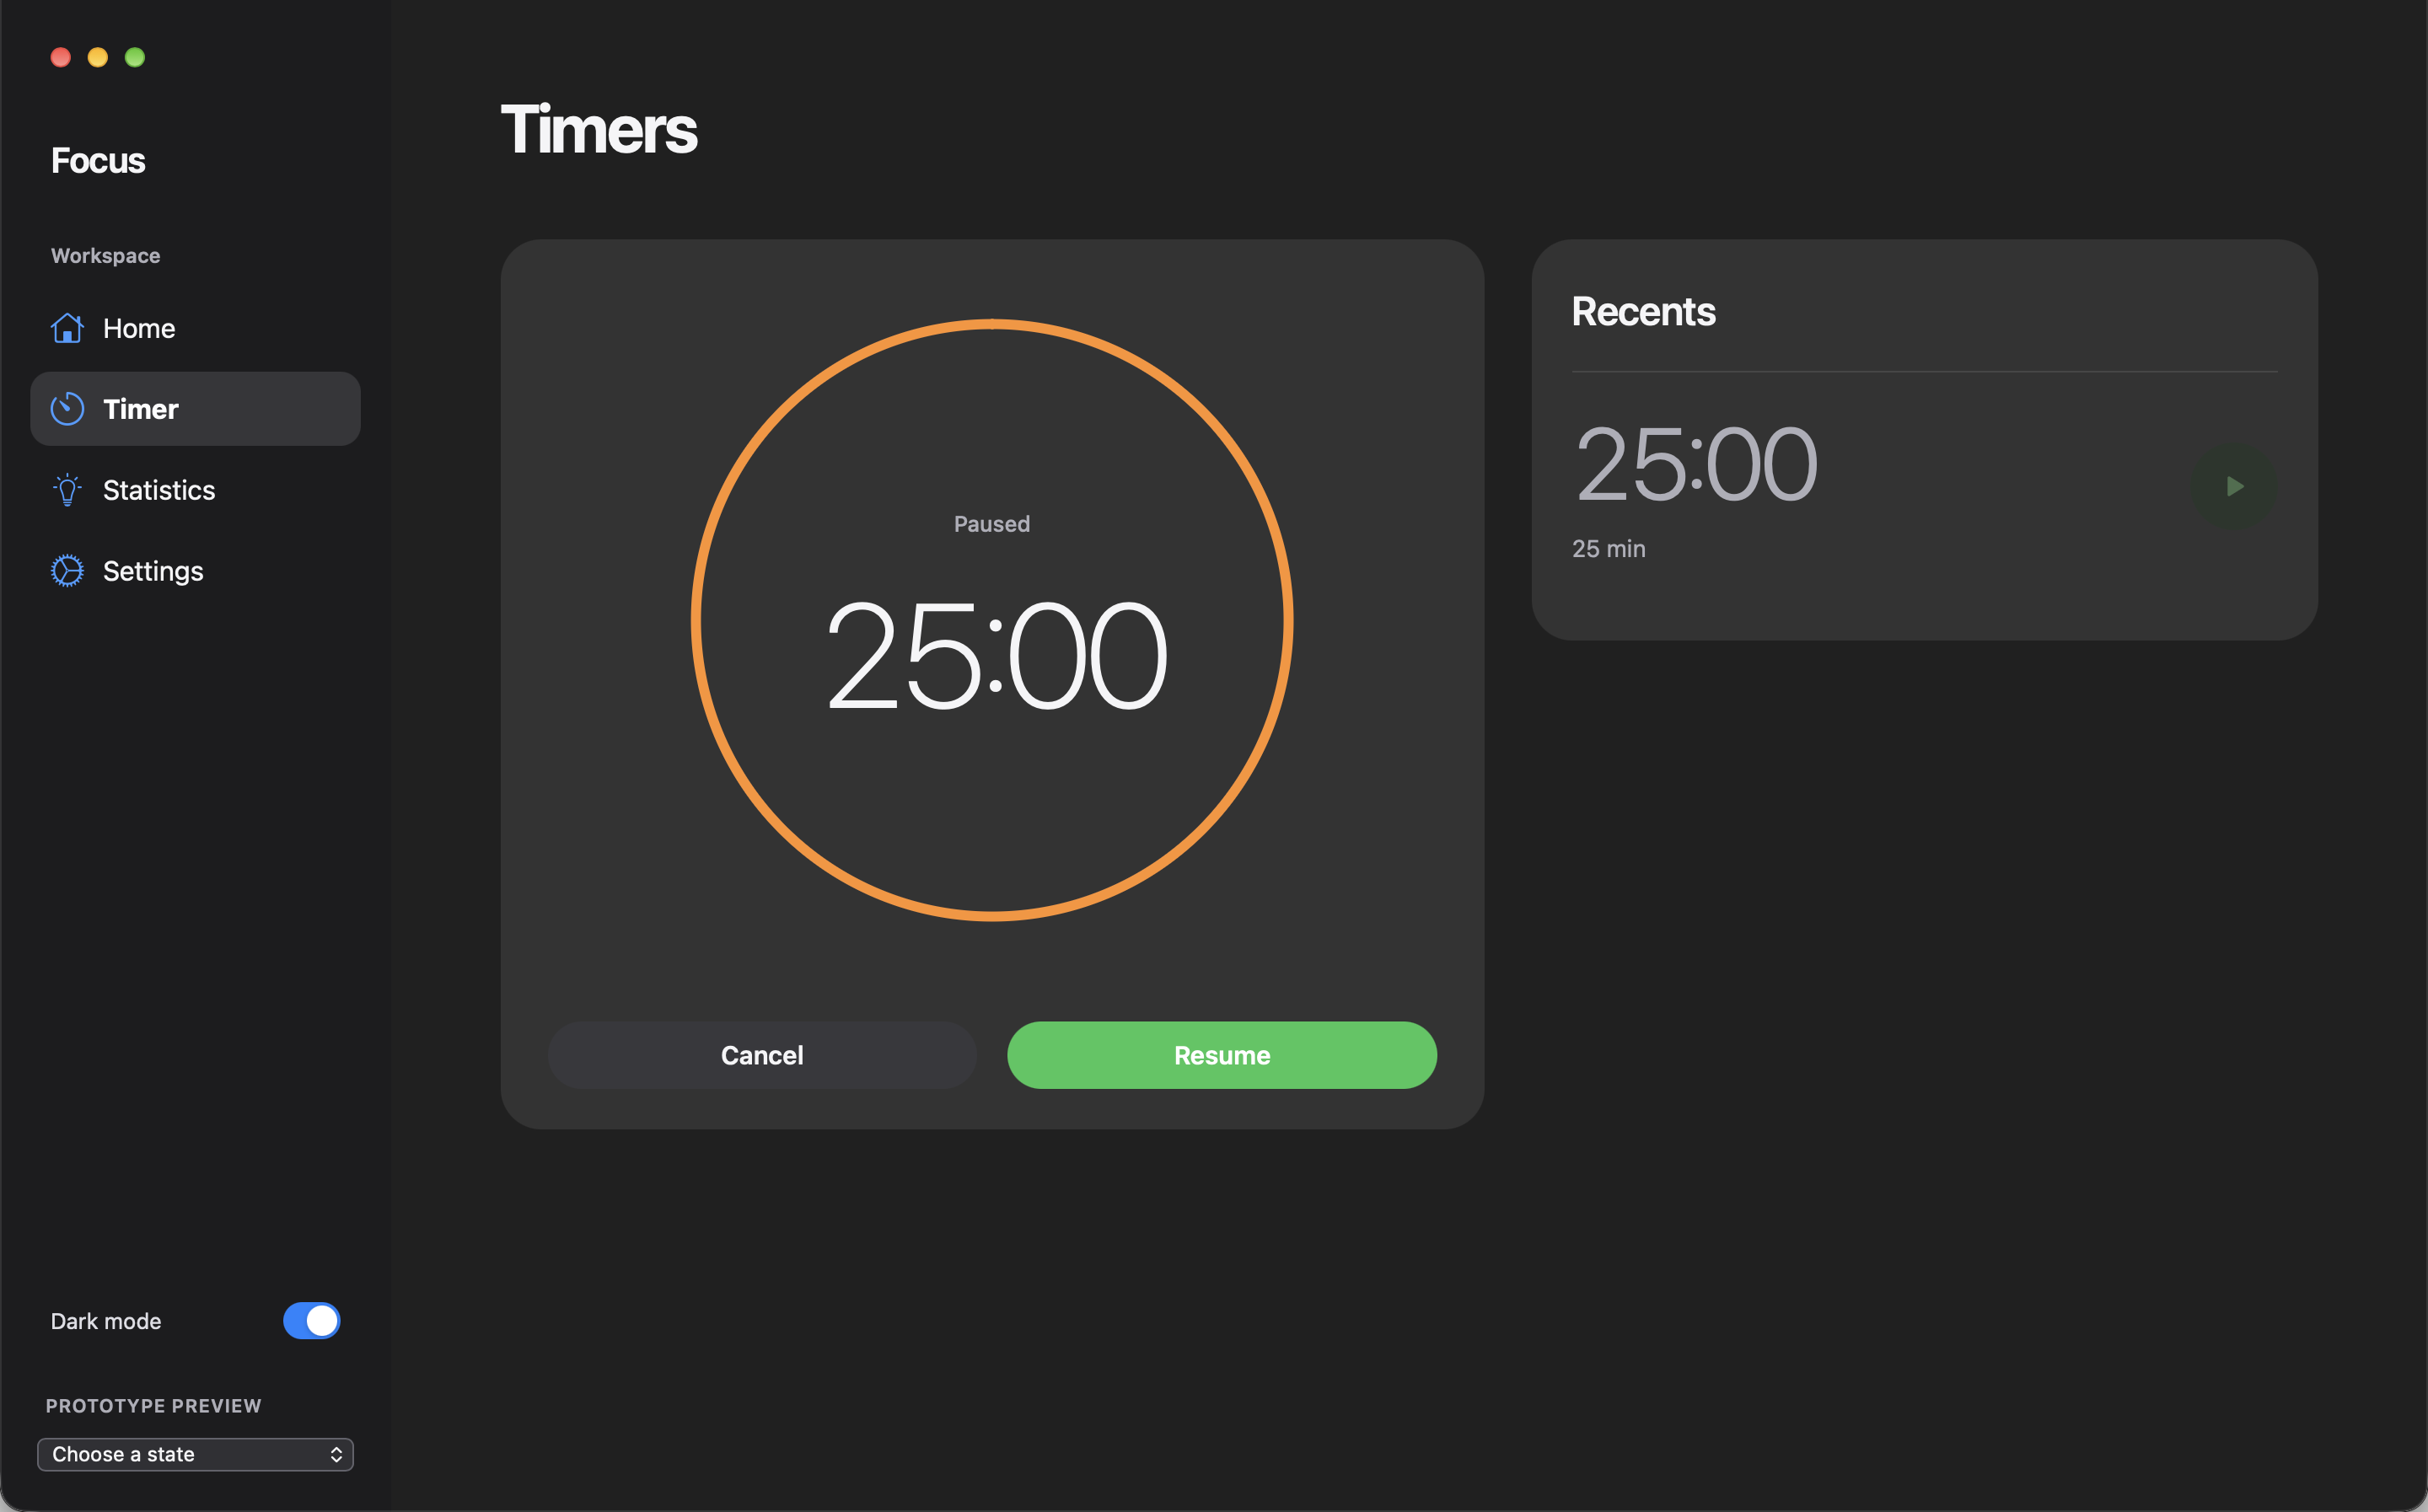 Focus
Workspace
Home
Timer
Statistics
Settings
Dark mode
PROTOTYPE PREVIEW
Choose a state
Timers
Paused
25:00
Cancel
Resume
Recents
25:00
25 min